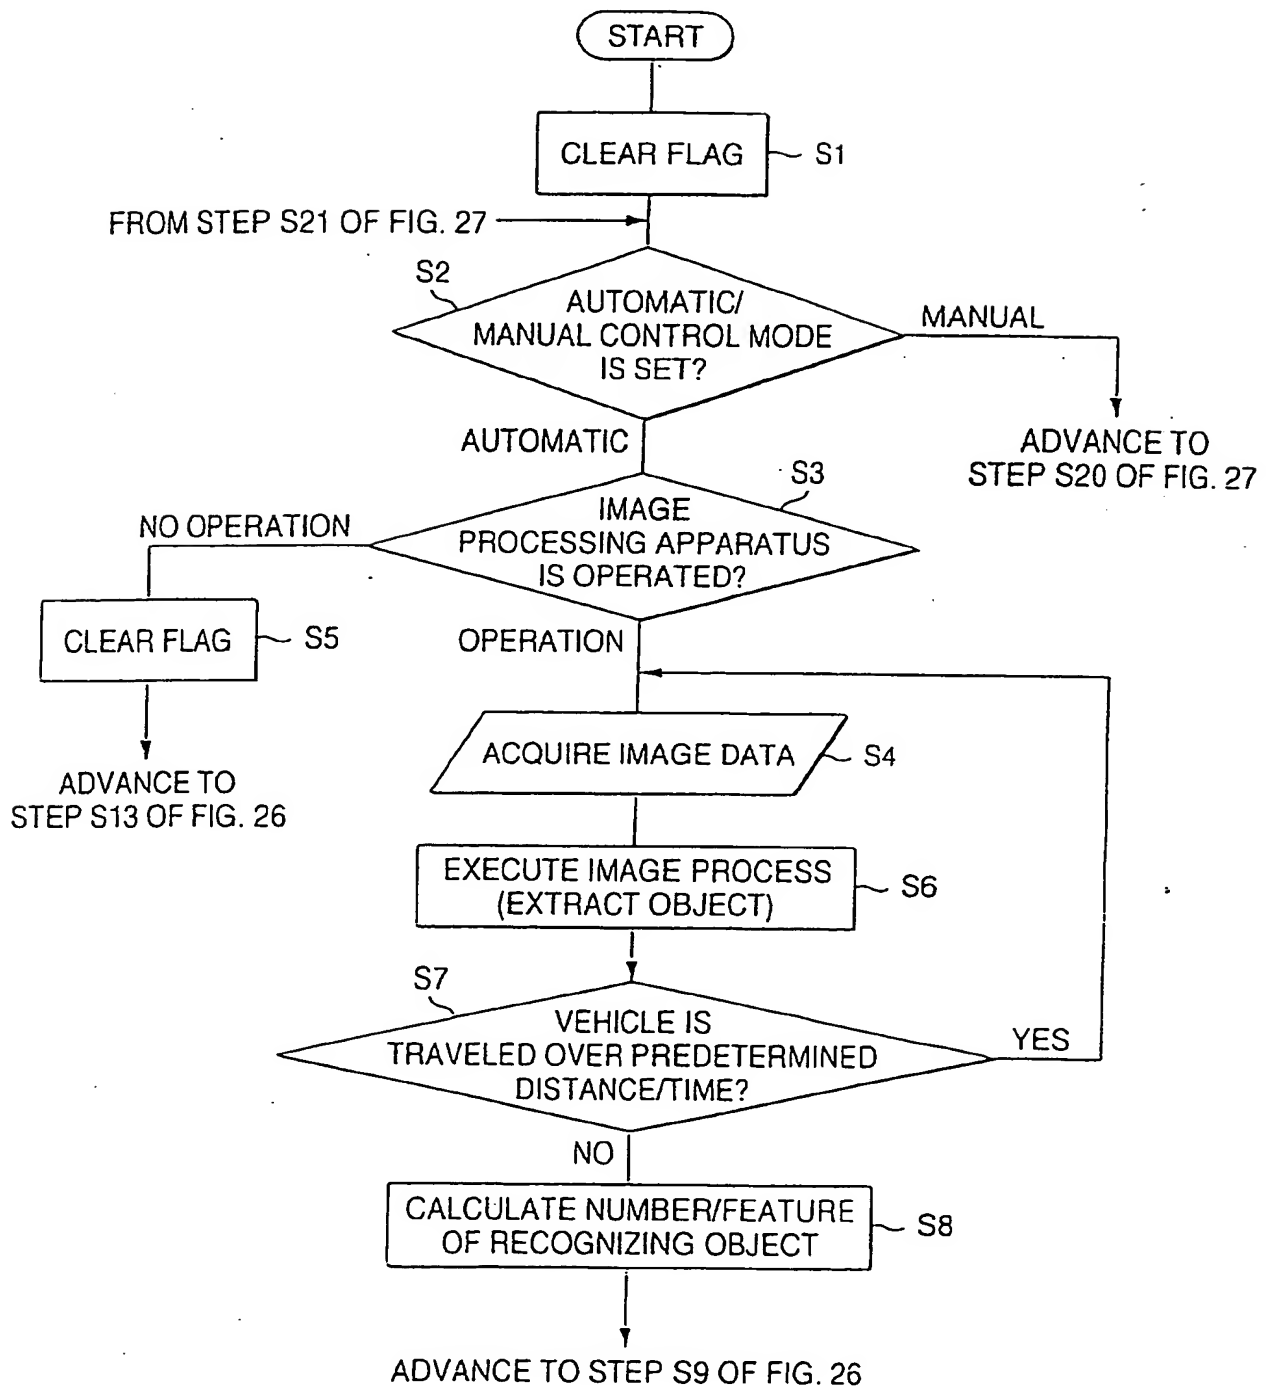 START
CLEAR FLAG
S1
FROM STEP S21 OF FIG. 27
S2
AUTOMATIC/
MANUAL CONTROL MODE
IS SET?
MANUAL
ADVANCE TO
STEP S20 OF FIG. 27
AUTOMATIC
S3
IMAGE
PROCESSING APPARATUS
IS OPERATED?
NO OPERATION
CLEAR FLAG
S5
ADVANCE TO
STEP S13 OF FIG. 26
OPERATION
ACQUIRE IMAGE DATA
S4
EXECUTE IMAGE PROCESS
(EXTRACT OBJECT)
S6
S7
VEHICLE IS
TRAVELED OVER PREDETERMINED
DISTANCE/TIME?
YES
NO
CALCULATE NUMBER/FEATURE
OF RECOGNIZING OBJECT
S8
ADVANCE TO STEP S9 OF FIG. 26